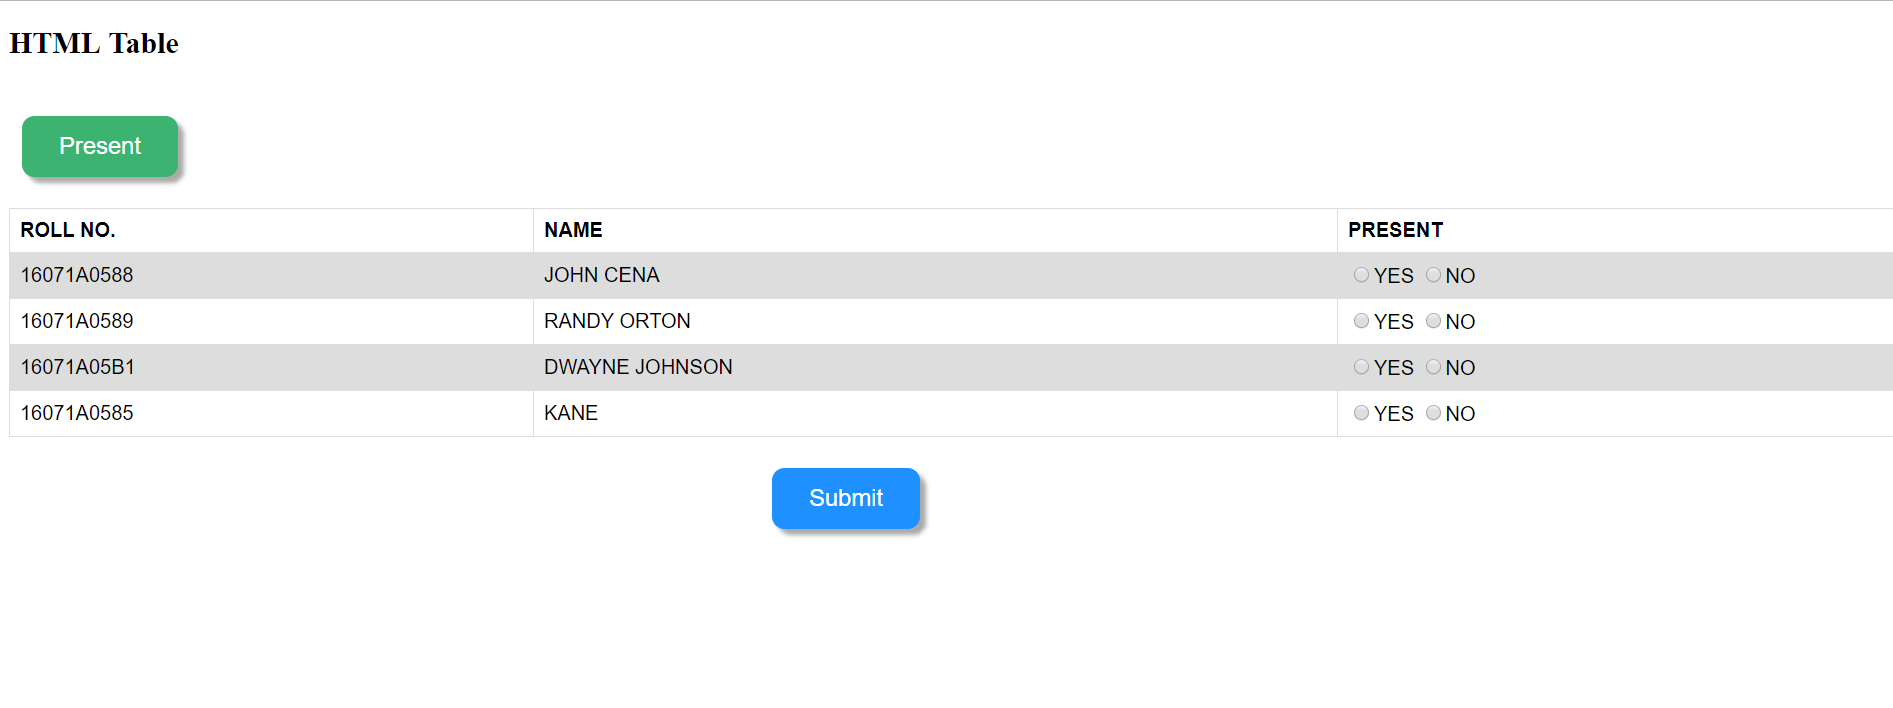 HTML Table
Present
ROLL NO. NAME PRESENT
16071A0588 JOHN CENA YES NO
16071A0589 RANDY ORTON YES NO
16071A05B1 DWAYNE JOHNSON YES NO
16071A0585 KANE YES NO
Submit